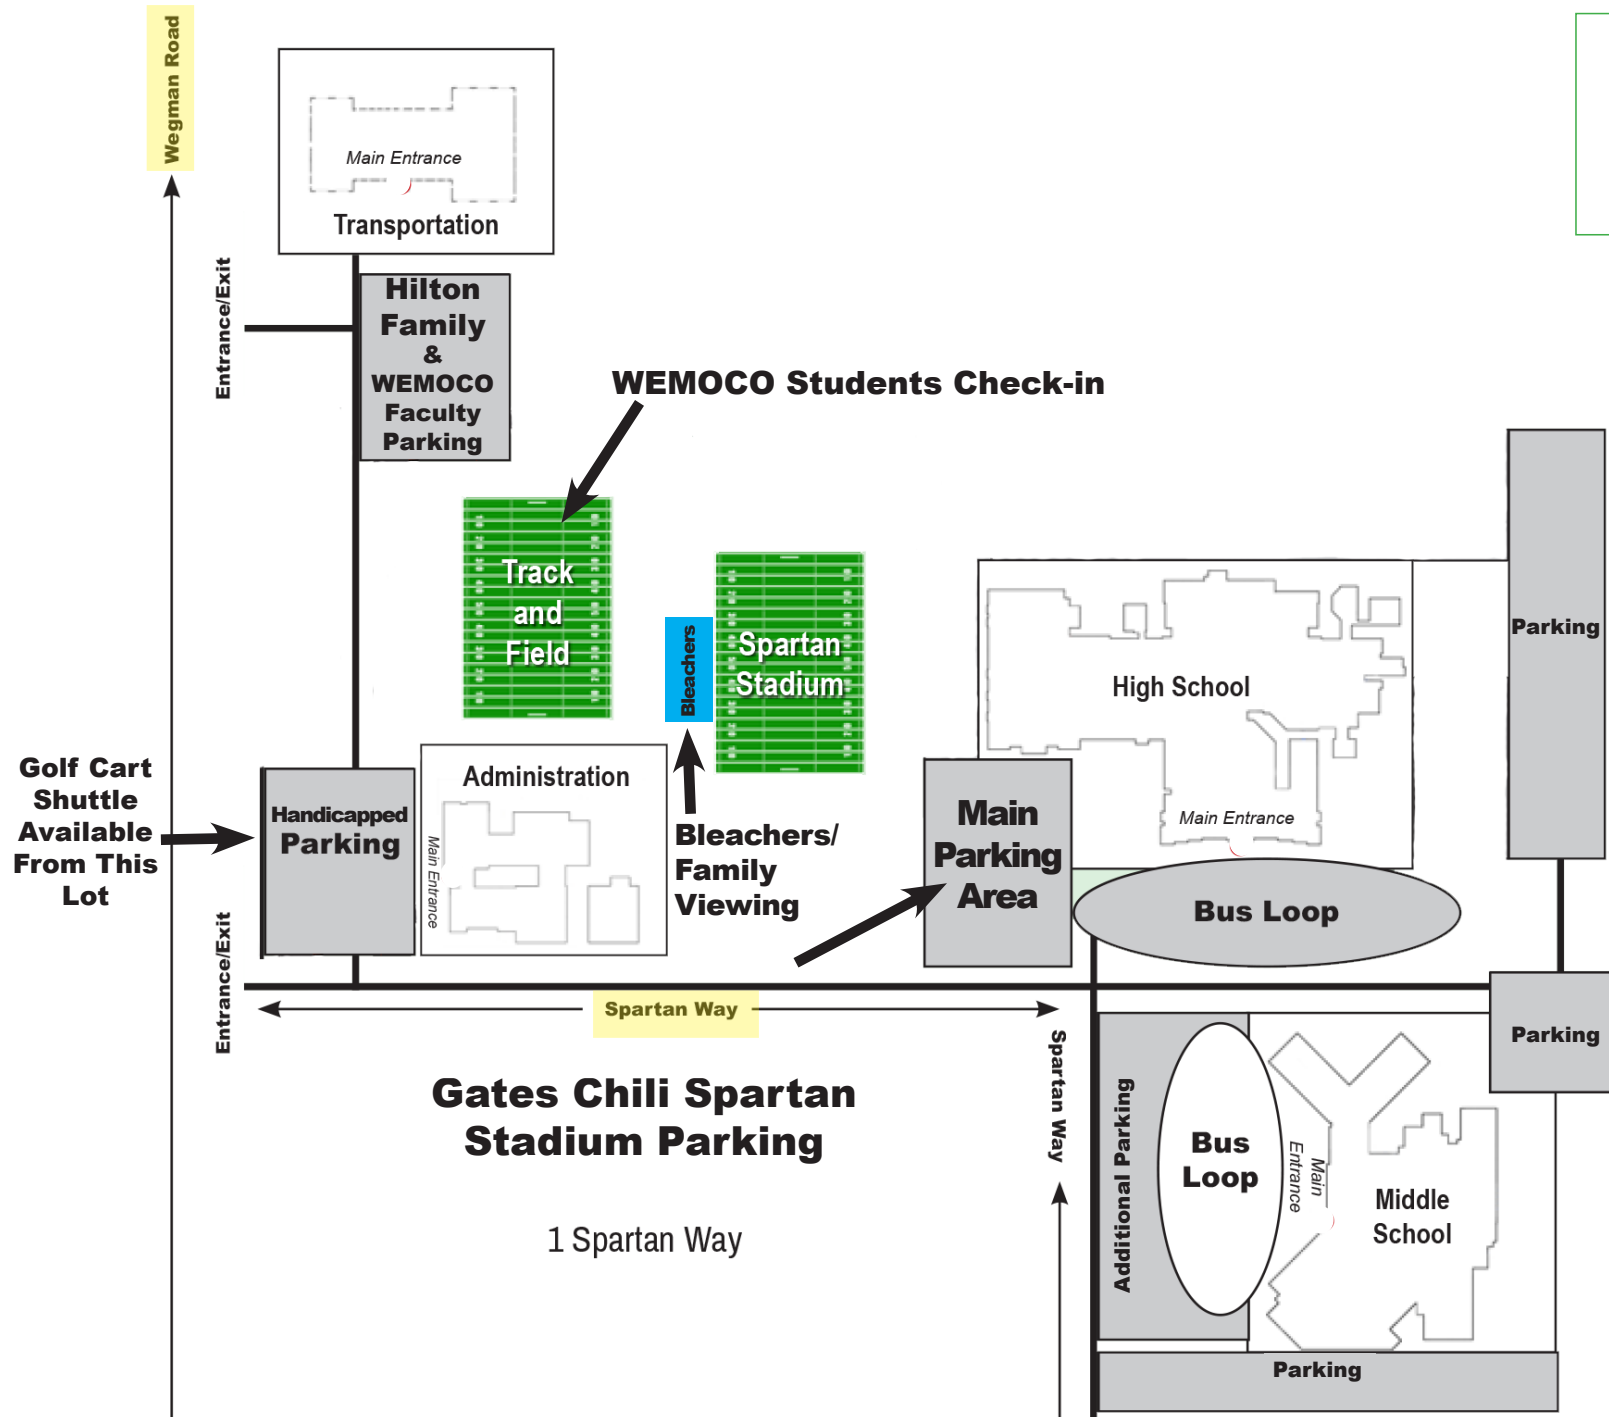 Wegman Road
Main Entrance
Transportation
Entrance/Exit
Hilton
Family
&
WEMOCO
Faculty
Parking
WEMOCO Students Check-in
Track
and
Field
Bleachers
Spartan
Stadium
High School
Main Entrance
Parking
Golf Cart
Shuttle
Available
From This
Lot
Handicapped
Parking
Administration
Main Entrance
Bleachers/
Family
Viewing
Main
Parking
Area
Bus Loop
Entrance/Exit
Spartan Way
Parking
Gates Chili Spartan
Stadium Parking
1 Spartan Way
Spartan Way
Additional Parking
Bus
Loop
Main
Entrance
Middle
School
Parking